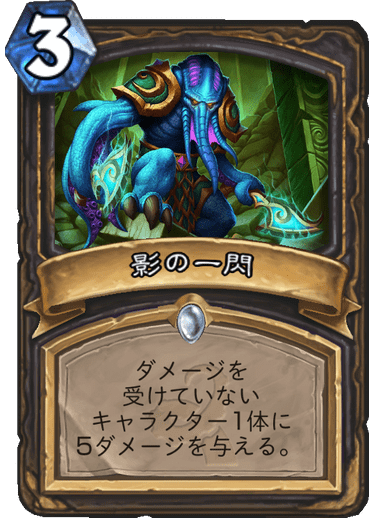 3
影の一閃
ダメージを
受けていない
キャラクター1体に
5ダメージを与える。